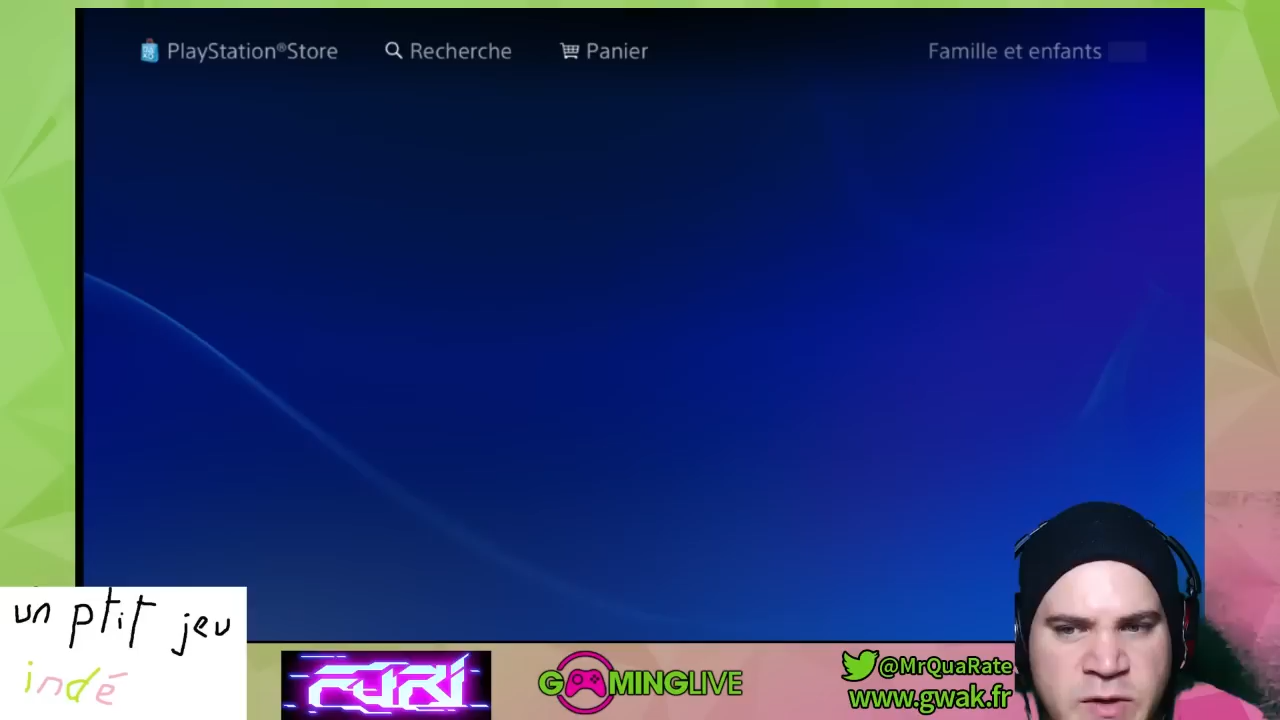 PlayStation®Store Recherche Panier Famille et enfants
un ptit jeu
indé
FURI
GAMINGLIVE
@MrQuaRate
www.gwak.fr